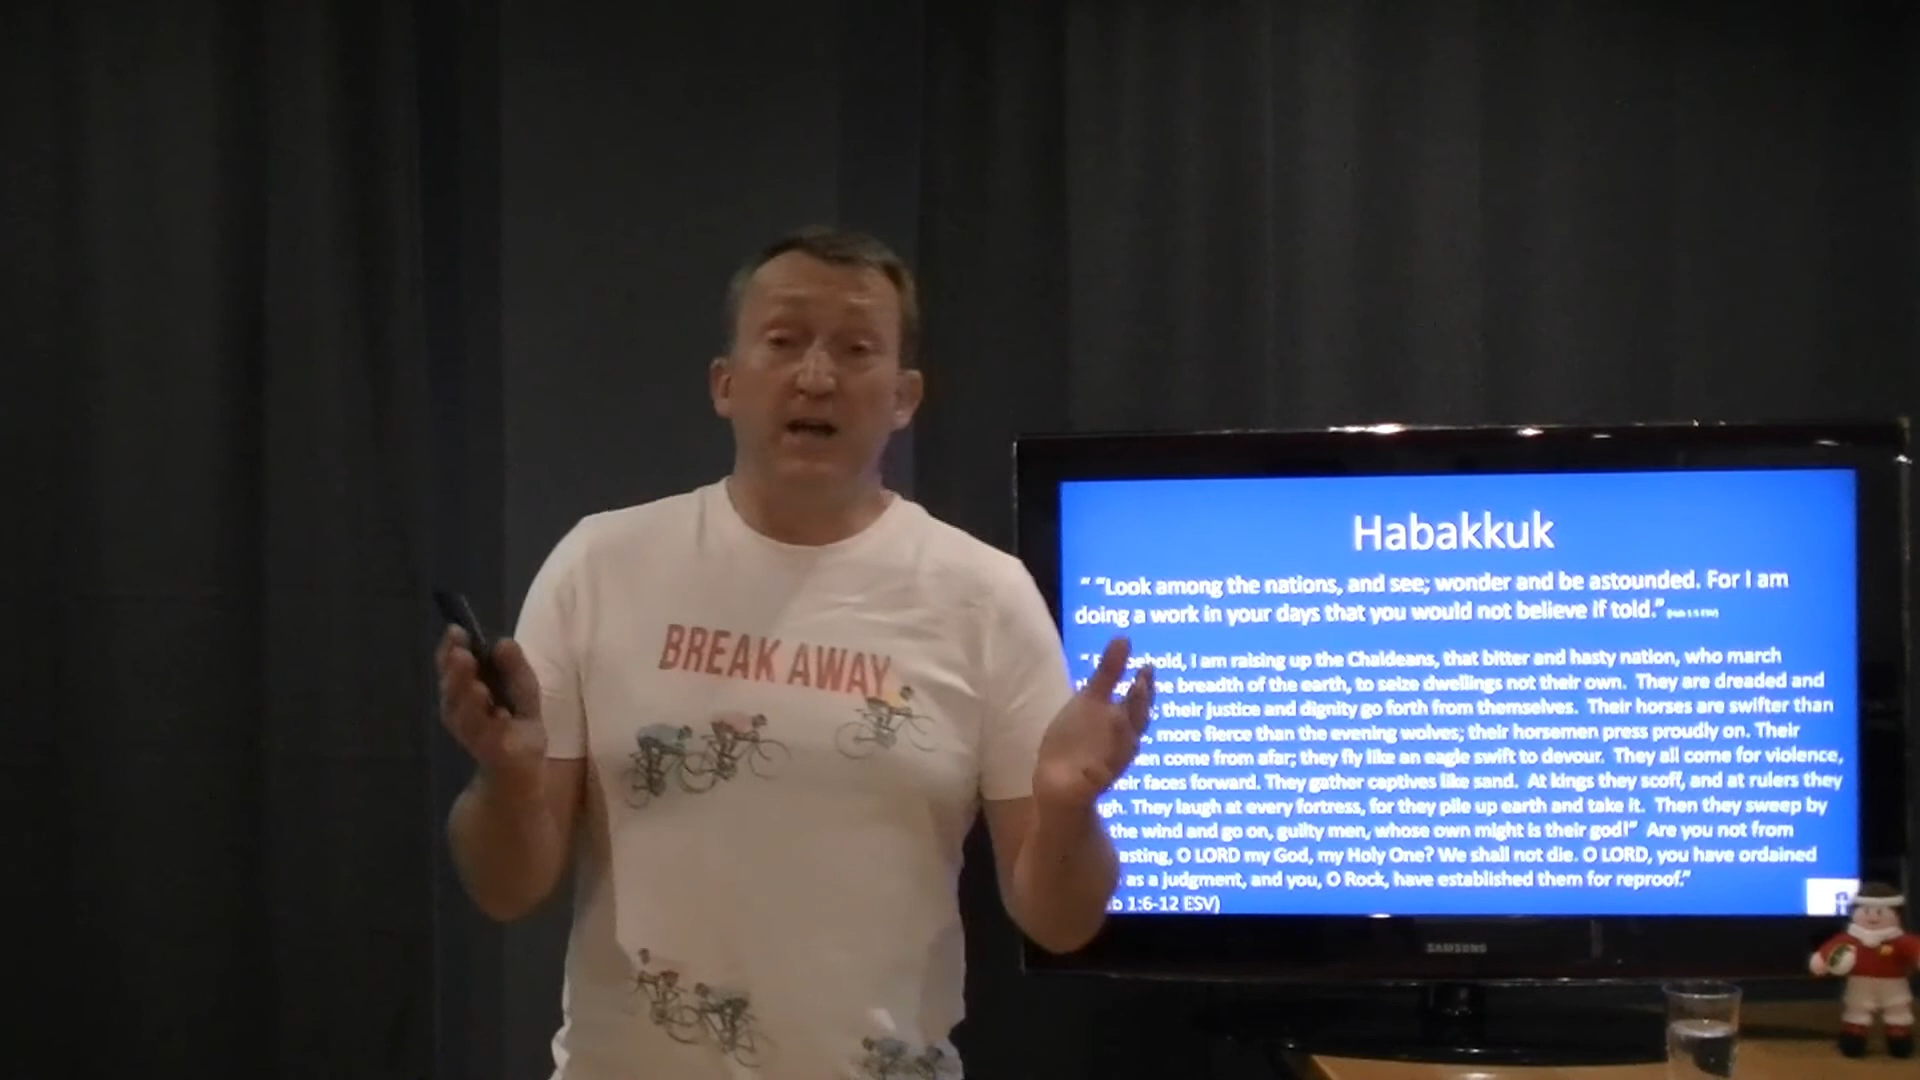 BREAK AWAY
Habakkuk
“ “Look among the nations, and see; wonder and be astounded. For I am
doing a work in your days that you would not believe if told.”
behold, I am raising up the Chaldeans, that bitter and hasty nation, who march
the breadth of the earth, to seize dwellings not their own. They are dreaded and
; their justice and dignity go forth from themselves. Their horses are swifter than
, more fierce than the evening wolves; their horsemen press proudly on. Their
come from afar; they fly like an eagle swift to devour. They all come for violence,
faces forward. They gather captives like sand. At kings they scoff, and at rulers they
They laugh at every fortress, for they pile up earth and take it. Then they sweep by
the wind and go on, guilty men, whose own might is their god!” Are you not from
O LORD my God, my Holy One? We shall not die. O LORD, you have ordained
as a judgment, and you, O Rock, have established them for reproof.”
1:6-12 ESV)
SAMSUNG